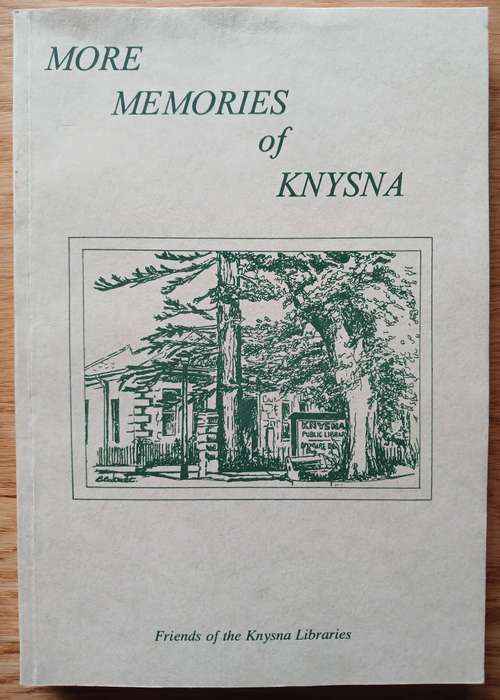 MORE
MEMORIES
of
KNYSNA
KNYSNA
PUBLIC LIBRARY
Friends of the Knysna Libraries